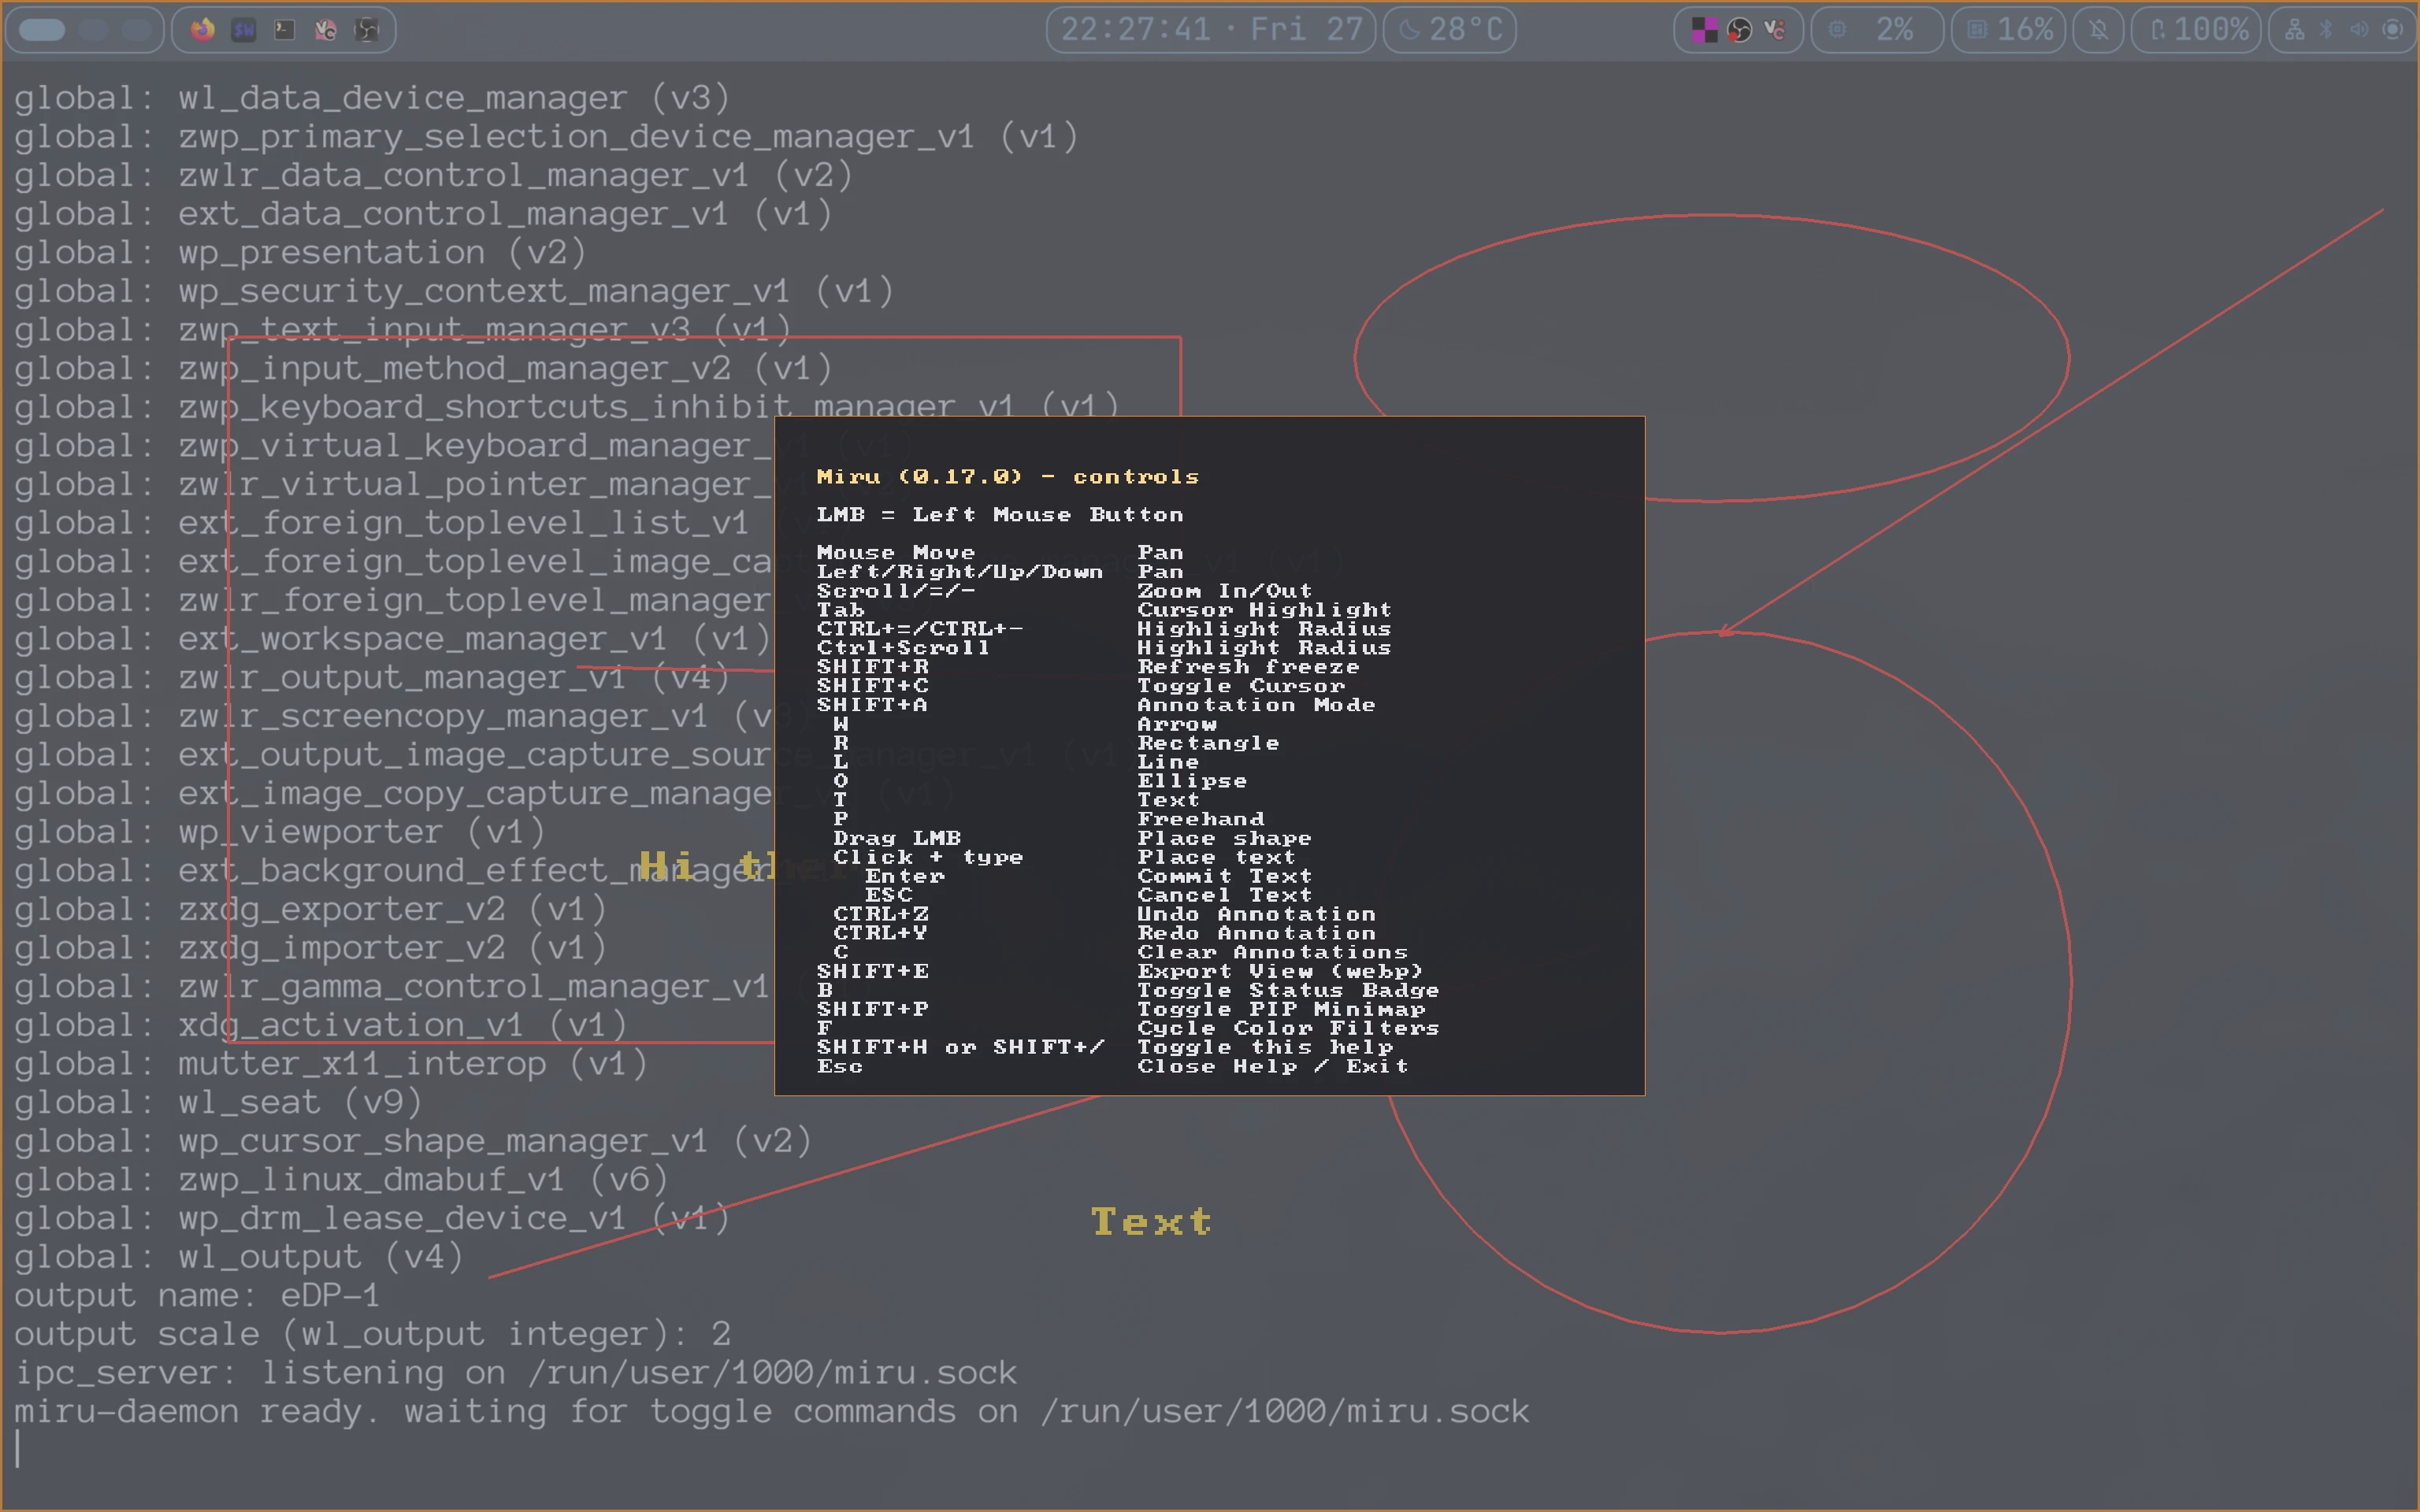 22:27:41 · Fri 27
28°C
2%
16%
100%
global: wl_data_device_manager (v3)
global: zwp_primary_selection_device_manager_v1 (v1)
global: zwlr_data_control_manager_v1 (v2)
global: ext_data_control_manager_v1 (v1)
global: wp_presentation (v2)
global: wp_security_context_manager_v1 (v1)
global: zwp_text_input_manager_v3 (v1)
global: zwp_input_method_manager_v2 (v1)
global: zwp_keyboard_shortcuts_inhibit_manager_v1 (v1)
global: zwp_virtual_keyboard_manager_v1 (v1)
global: zwlr_virtual_pointer_manager_
global: ext_foreign_toplevel_list_v1
global: ext_foreign_toplevel_image_
global: zwlr_foreign_toplevel_manager
global: ext_workspace_manager_v1 (v1)
global: zwlr_output_manager_v1 (v4)
global: zwlr_screencopy_manager_v1 (v3)
global: ext_output_image_capture_source_manager_v1 (v1)
global: ext_image_copy_capture_manager_v1 (v1)
global: wp_viewporter (v1)
global: ext_background_effect_manager
global: zxdg_exporter_v2 (v1)
global: zxdg_importer_v2 (v1)
global: zwlr_gamma_control_manager_v1
global: xdg_activation_v1 (v1)
global: mutter_x11_interop (v1)
global: wl_seat (v9)
global: wp_cursor_shape_manager_v1 (v2)
global: zwp_linux_dmabuf_v1 (v6)
global: wp_drm_lease_device_v1 (v1)
global: wl_output (v4)
output name: eDP-1
output scale (wl_output integer): 2
ipc_server: listening on /run/user/1000/miru.sock
miru-daemon ready. waiting for toggle commands on /run/user/1000/miru.sock
Hi ther
Text
Miru (0.17.0) - controls
LMB = Left Mouse Button
Mouse Move Pan
Left/Right/Up/Down Pan
Scroll/=/- Zoom In/Out
Tab Cursor Highlight
CTRL+=/CTRL+- Highlight Radius
Ctrl+Scroll Highlight Radius
SHIFT+R Refresh freeze
SHIFT+C Toggle Cursor
SHIFT+A Annotation Mode
W Arrow
R Rectangle
L Line
O Ellipse
T Text
P Freehand
Drag LMB Place shape
Click + type Place text
Enter Commit Text
ESC Cancel Text
CTRL+Z Undo Annotation
CTRL+Y Redo Annotation
C Clear Annotations
SHIFT+E Export View (webp)
B Toggle Status Badge
SHIFT+P Toggle PIP Minimap
F Cycle Color Filters
SHIFT+H or SHIFT+/ Toggle this help
Esc Close Help / Exit